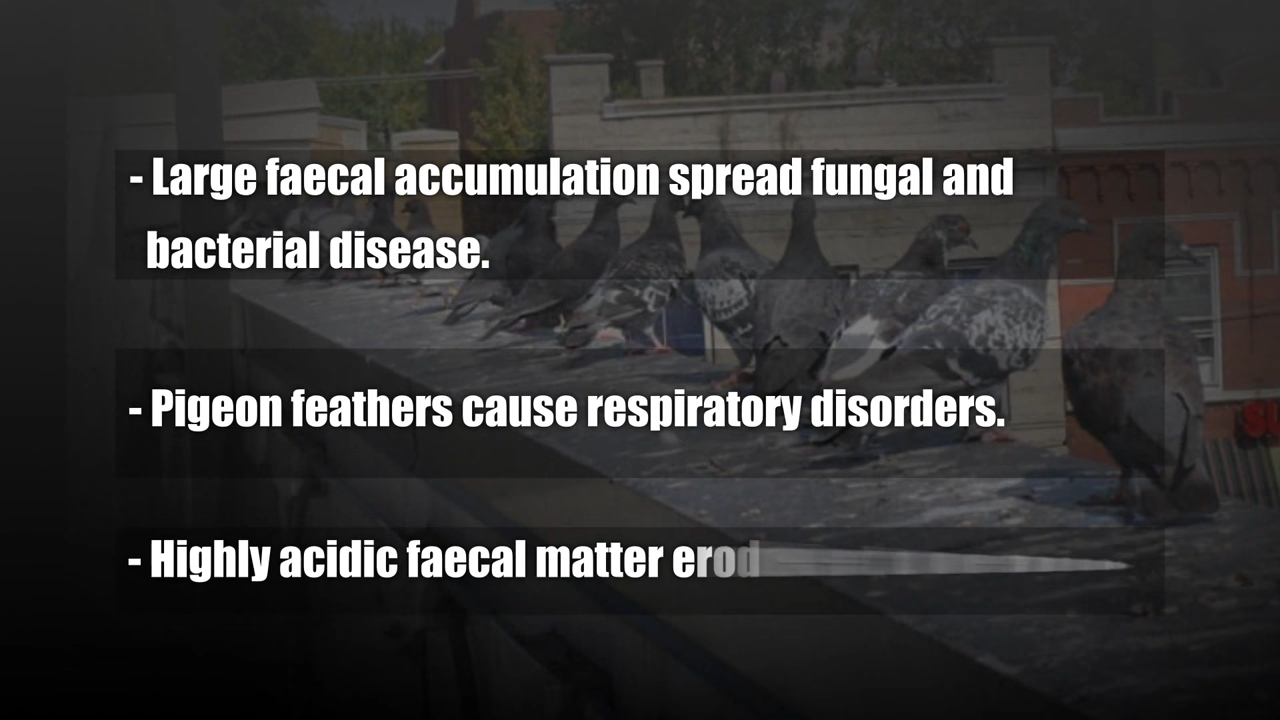 - Large faecal accumulation spread fungal and
bacterial disease.
- Pigeon feathers cause respiratory disorders.
- Highly acidic faecal matter erod